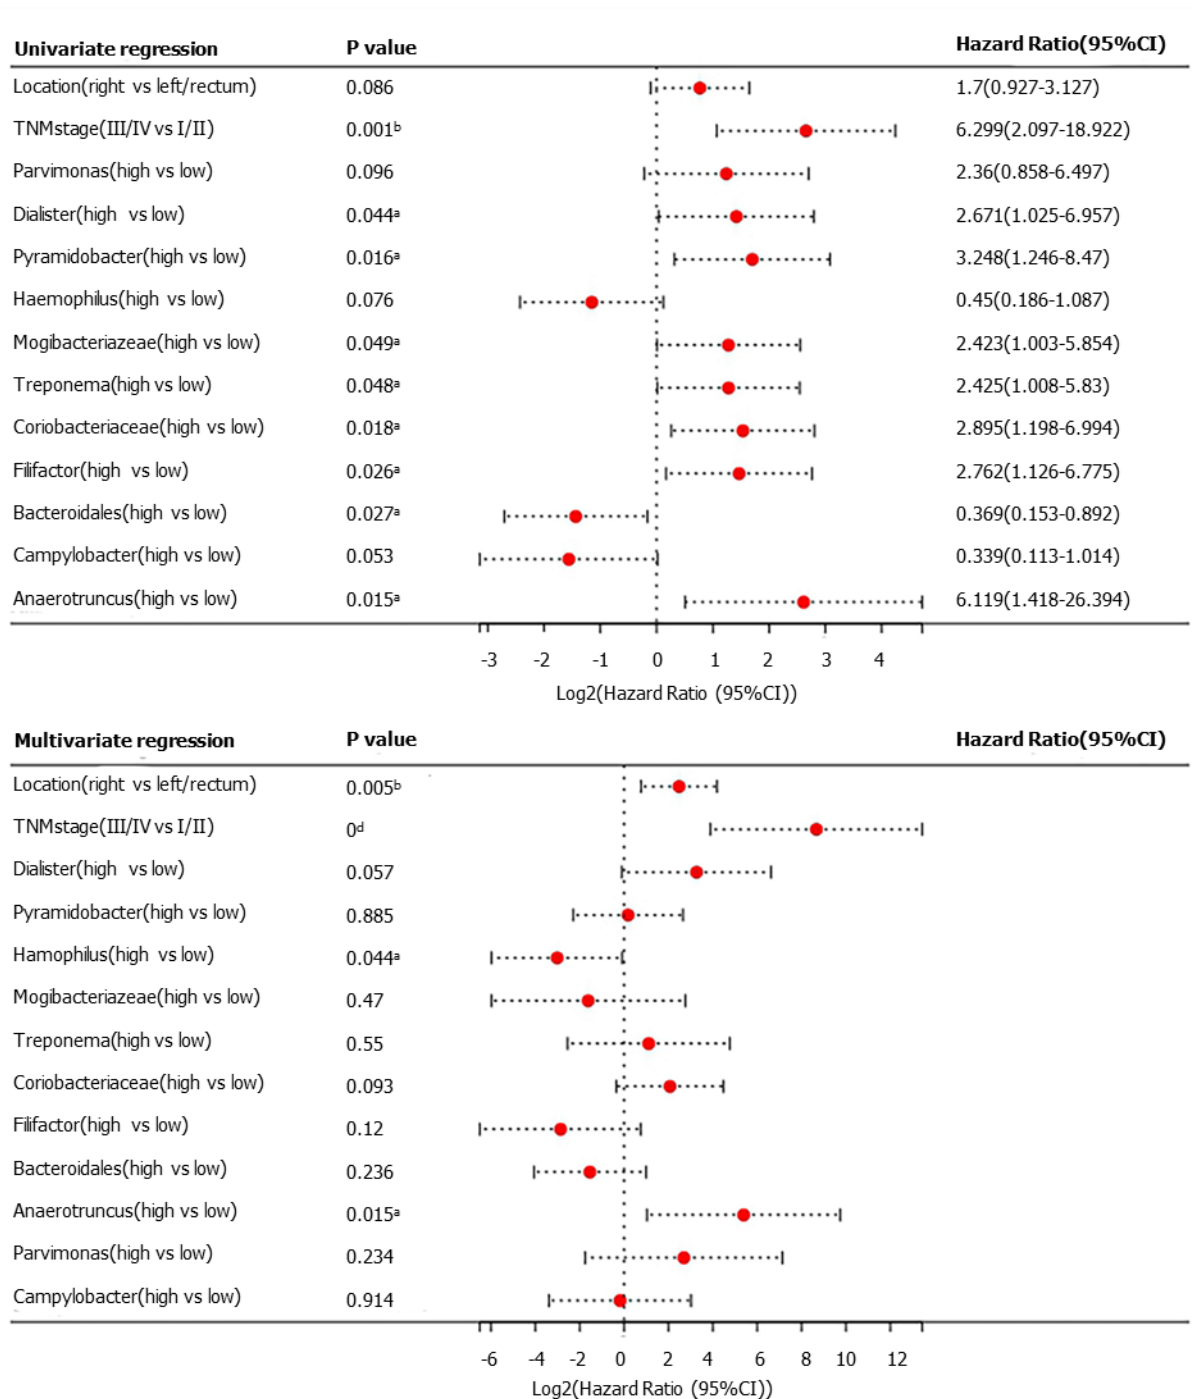 Univariate regression P value Hazard Ratio(95%CI)
Location(right vs left/rectum) 0.086 1.7(0.927-3.127)
TNMstage(III/IV vs I/II) 0.001ᵇ 6.299(2.097-18.922)
Parvimonas(high vs low) 0.096 2.36(0.858-6.497)
Dialister(high vs low) 0.044ᵃ 2.671(1.025-6.957)
Pyramidobacter(high vs low) 0.016ᵃ 3.248(1.246-8.47)
Haemophilus(high vs low) 0.076 0.45(0.186-1.087)
Mogibacteriazeae(high vs low) 0.049ᵃ 2.423(1.003-5.854)
Treponema(high vs low) 0.048ᵃ 2.425(1.008-5.83)
Coriobacteriaceae(high vs low) 0.018ᵃ 2.895(1.198-6.994)
Filifactor(high vs low) 0.026ᵃ 2.762(1.126-6.775)
Bacteroidales(high vs low) 0.027ᵃ 0.369(0.153-0.892)
Campylobacter(high vs low) 0.053 0.339(0.113-1.014)
Anaerotruncus(high vs low) 0.015ᵃ 6.119(1.418-26.394)
-3 -2 -1 0 1 2 3 4
Log2(Hazard Ratio (95%CI))
Multivariate regression P value Hazard Ratio(95%CI)
Location(right vs left/rectum) 0.005ᵇ
TNMstage(III/IV vs I/II) 0ᵈ
Dialister(high vs low) 0.057
Pyramidobacter(high vs low) 0.885
Hamophilus(high vs low) 0.044ᵃ
Mogibacteriazeae(high vs low) 0.47
Treponema(high vs low) 0.55
Coriobacteriaceae(high vs low) 0.093
Filifactor(high vs low) 0.12
Bacteroidales(high vs low) 0.236
Anaerotruncus(high vs low) 0.015ᵃ
Parvimonas(high vs low) 0.234
Campylobacter(high vs low) 0.914
-6 -4 -2 0 2 4 6 8 10 12
Log2(Hazard Ratio (95%CI))